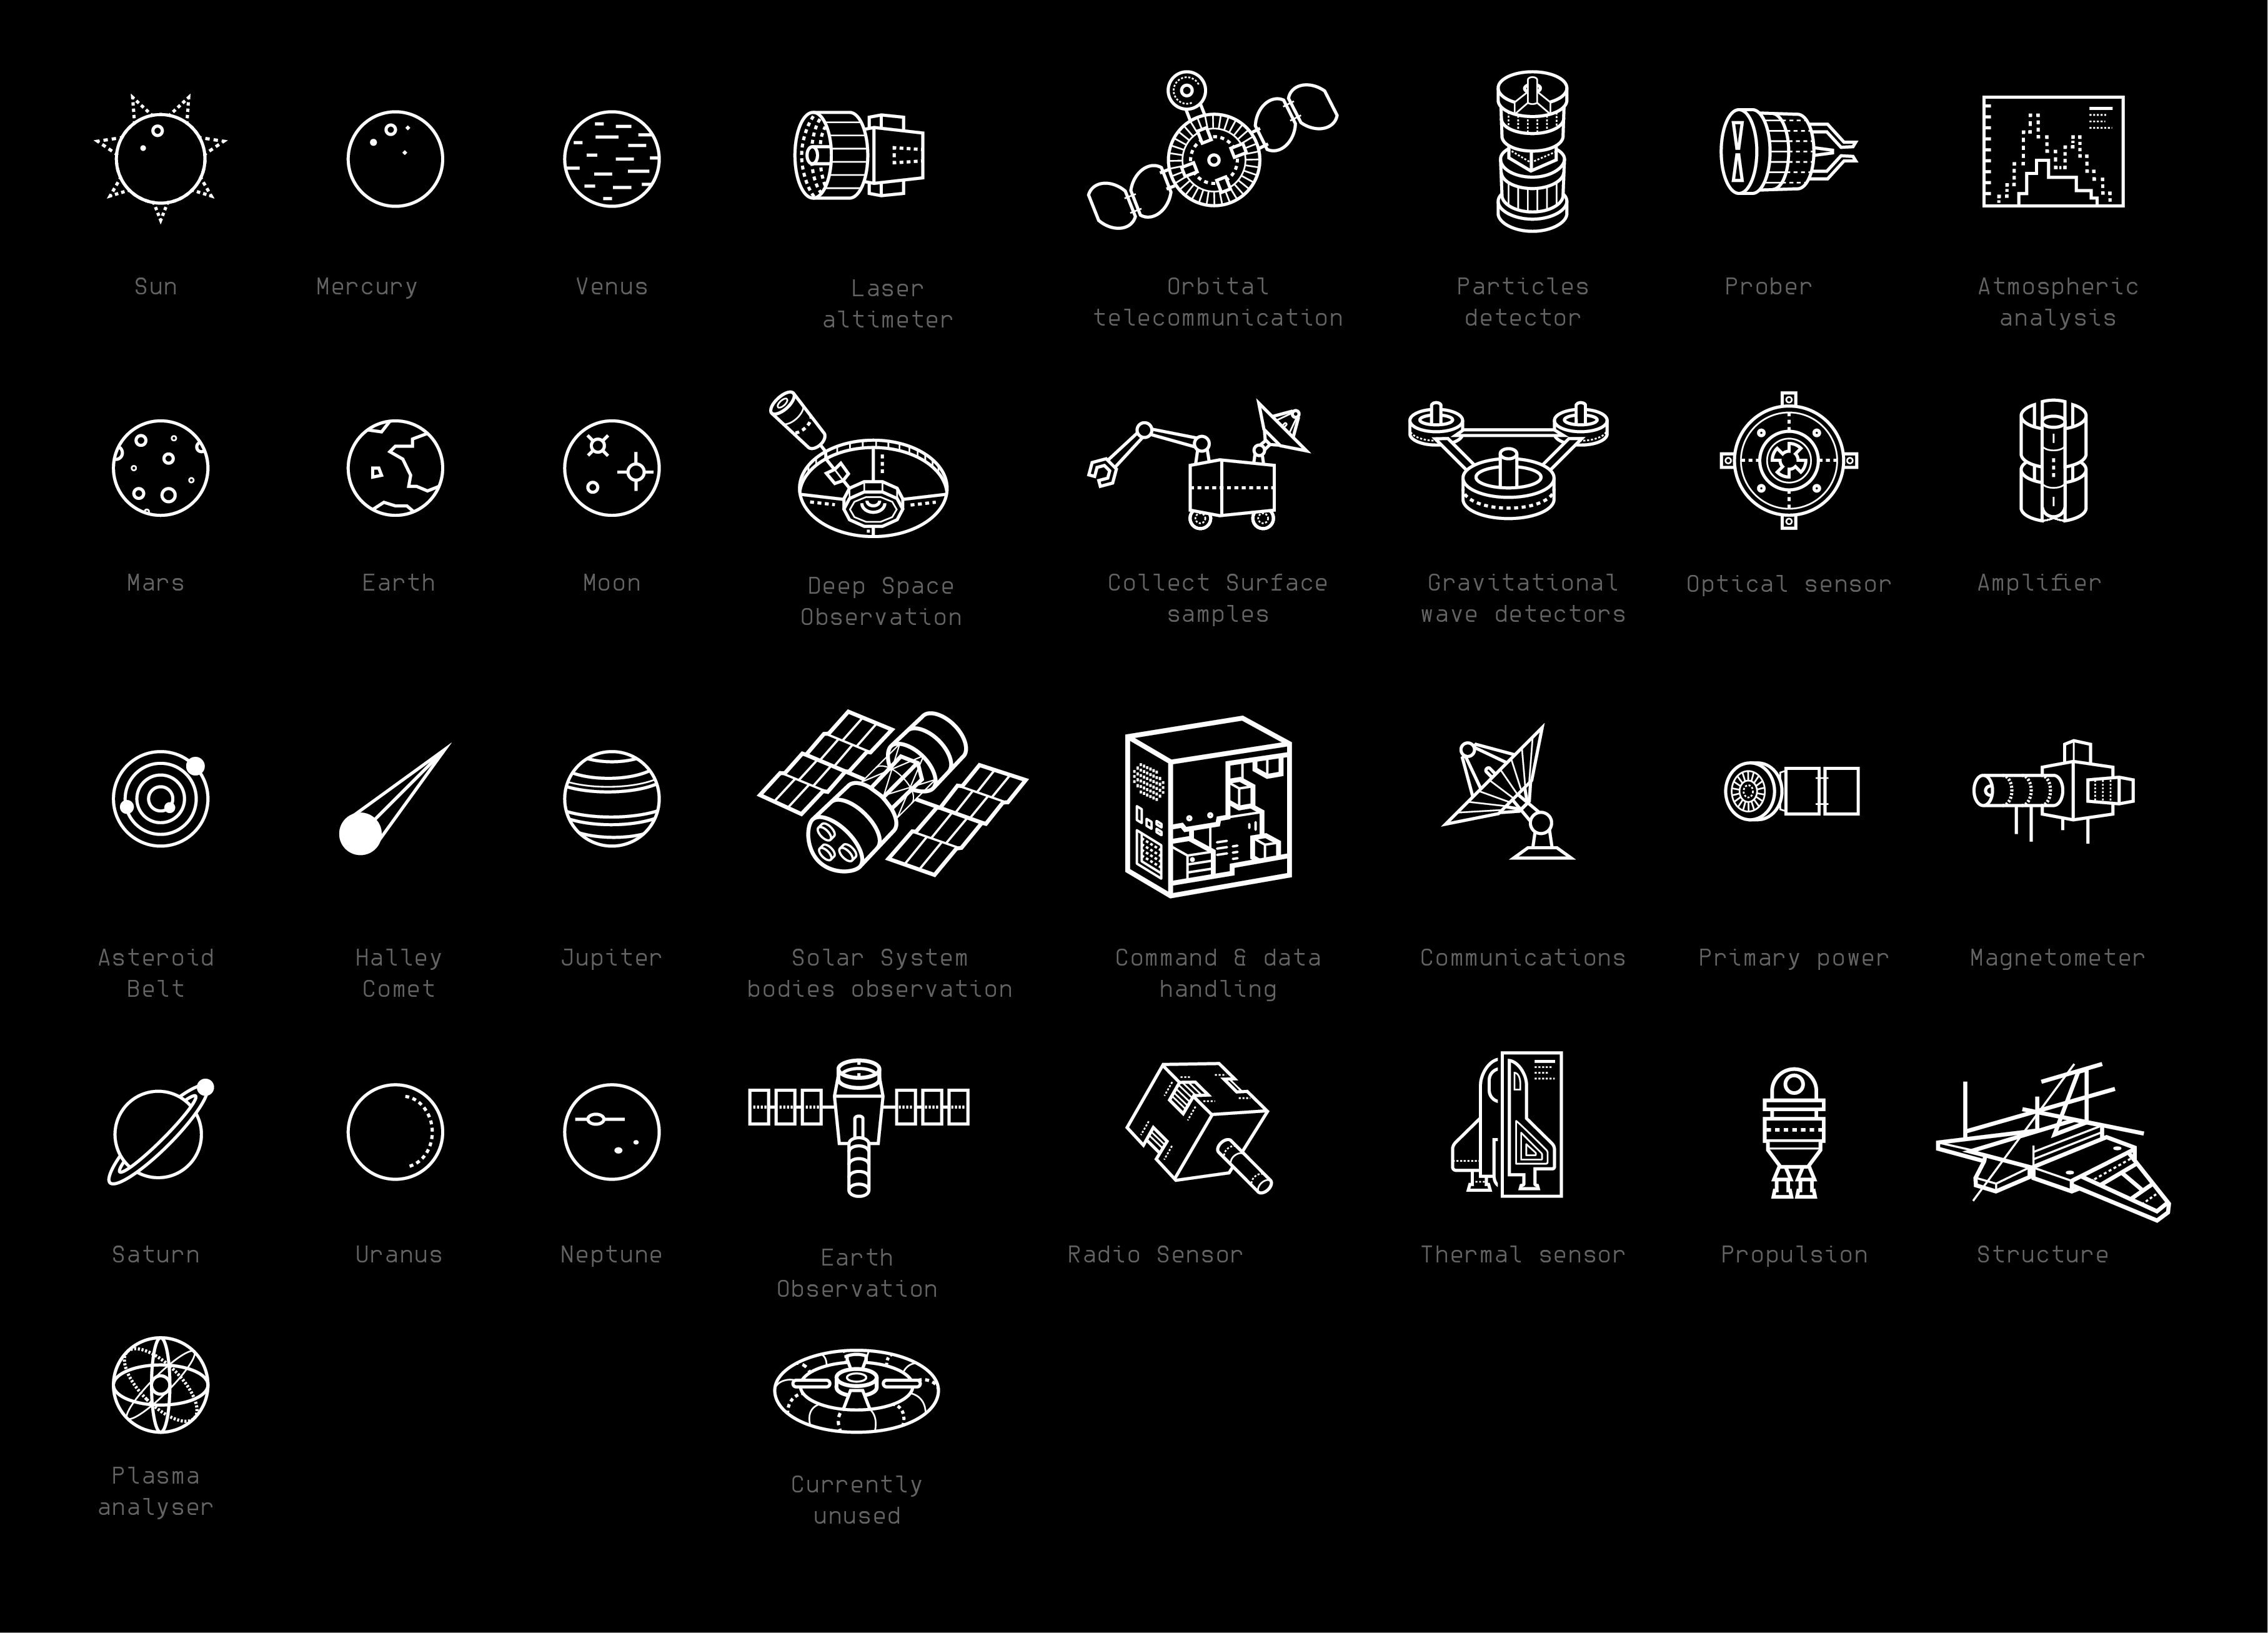 Sun
Mercury
Venus
Laser
altimeter
Orbital
telecommunication
Particles
detector
Prober
Atmospheric
analysis
Mars
Earth
Moon
Deep Space
Observation
Collect Surface
samples
Gravitational
wave detectors
Optical sensor
Amplifier
Asteroid
Belt
Halley
Comet
Jupiter
Solar System
bodies observation
Command & data
handling
Communications
Primary power
Magnetometer
Saturn
Uranus
Neptune
Earth
Observation
Radio Sensor
Thermal sensor
Propulsion
Structure
Plasma
analyser
Currently
unused